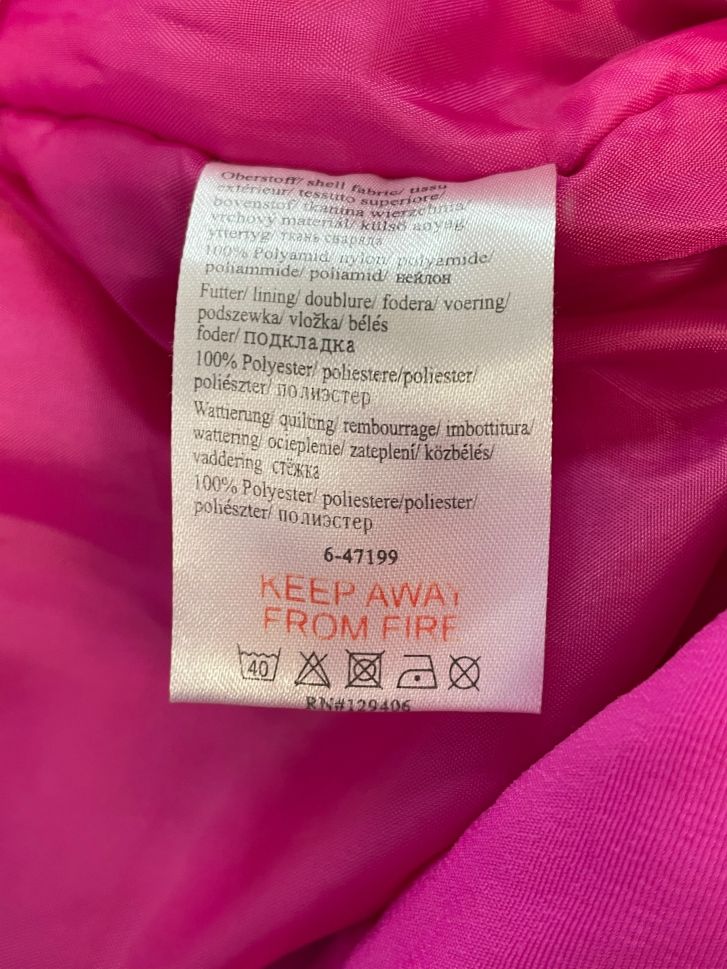 Oberstoff/ shell fabric/ tissu
extérieur/ tessuto superiore/
bovenstof/ tkanina wierzchnia/
vrchový materiál/ külső anyag/
yttertyg/ ткань снаряда
100% Polyamid/ nylon/ polyamide/
poliammide/ poliamid/ нейлон
Futter/ lining/ doublure/ fodera/ voering/
podszewka/ vložka/ bélés
foder/ подкладка
100% Polyester/ poliestere/poliester/
poliészter/ полиэстер
Wattierung/ quilting/ rembourrage/ imbottitura/
wattering/ ocieplenie/ zateplení/ közbélés/
vaddering стёжка
100% Polyester/ poliestere/poliester/
poliészter/ полиэстер
6-47199
KEEP AWAY
FROM FIRE
40
RN#129406